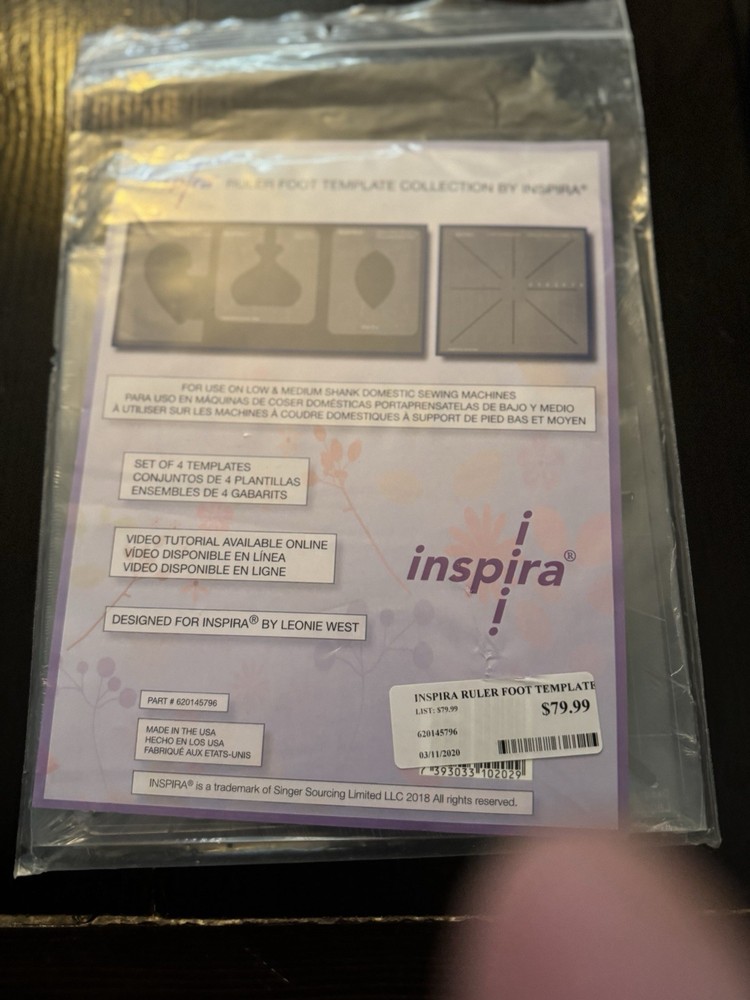 RULER FOOT TEMPLATE COLLECTION BY INSPIRA®
FOR USE ON LOW & MEDIUM SHANK DOMESTIC SEWING MACHINES
PARA USO EN MÁQUINAS DE COSER DOMÉSTICAS PORTAPRENSATELAS DE BAJO Y MEDIO
À UTILISER SUR LES MACHINES À COUDRE DOMESTIQUES À SUPPORT DE PIED BAS ET MOYEN
SET OF 4 TEMPLATES
CONJUNTOS DE 4 PLANTILLAS
ENSEMBLES DE 4 GABARITS
VIDEO TUTORIAL AVAILABLE ONLINE
VÍDEO DISPONIBLE EN LÍNEA
VIDEO DISPONIBLE EN LIGNE
inspira®
DESIGNED FOR INSPIRA® BY LEONIE WEST
PART # 620145796
MADE IN THE USA
HECHO EN LOS USA
FABRIQUÉ AUX ETATS-UNIS
INSPIRA RULER FOOT TEMPLATE
LIST: $79.99
$79.99
620145796
03/11/2020
7 393033 102029
INSPIRA® is a trademark of Singer Sourcing Limited LLC 2018 All rights reserved.